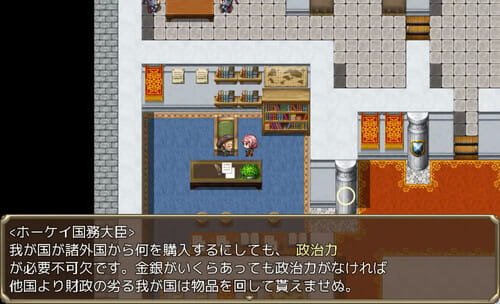 <ホーケイ国務大臣>
我が国が諸外国から何を購入するにしても、 政治力
が必要不可欠です。金銀がいくらあっても政治力がなければ
他国より財政の劣る我が国は物品を回して貰えませぬ。